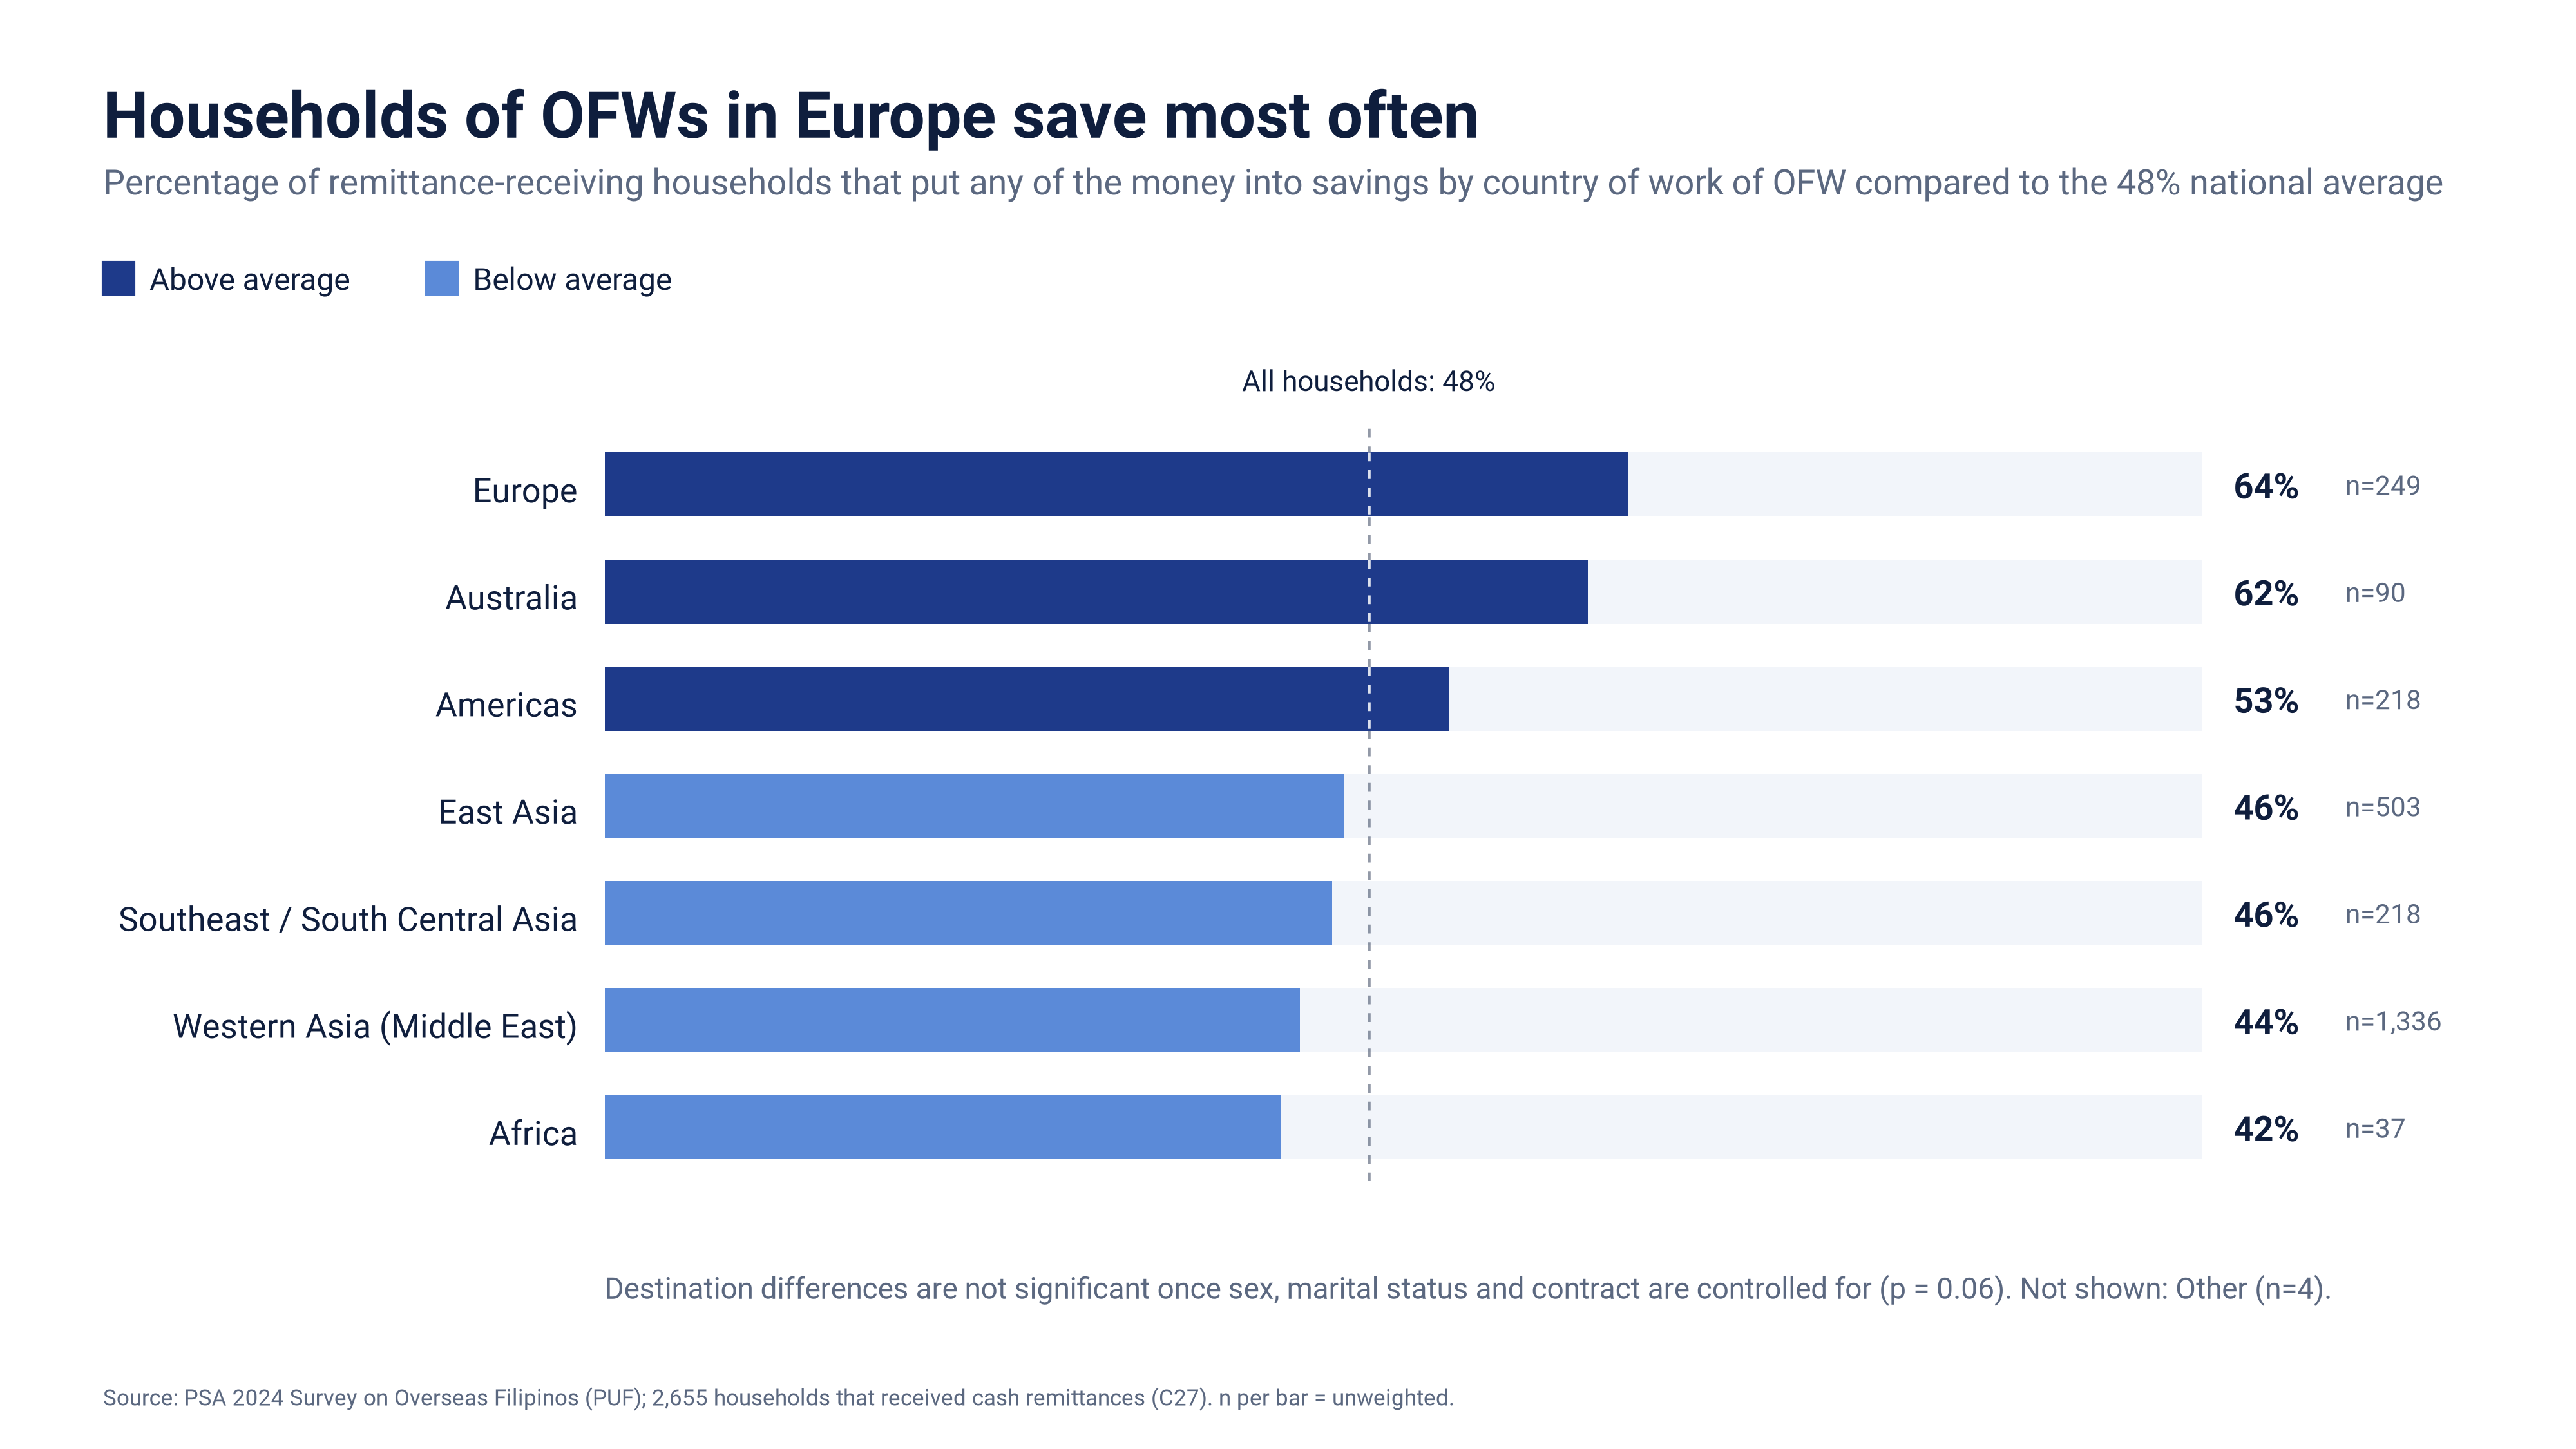 Households of OFWs in Europe save most often
Percentage of remittance-receiving households that put any of the money into savings by country of work of OFW compared to the 48% national average
Above average Below average
All households: 48%
Europe 64% n=249
Australia 62% n=90
Americas 53% n=218
East Asia 46% n=503
Southeast / South Central Asia 46% n=218
Western Asia (Middle East) 44% n=1,336
Africa 42% n=37
Destination differences are not significant once sex, marital status and contract are controlled for (p = 0.06). Not shown: Other (n=4).
Source: PSA 2024 Survey on Overseas Filipinos (PUF); 2,655 households that received cash remittances (C27). n per bar = unweighted.